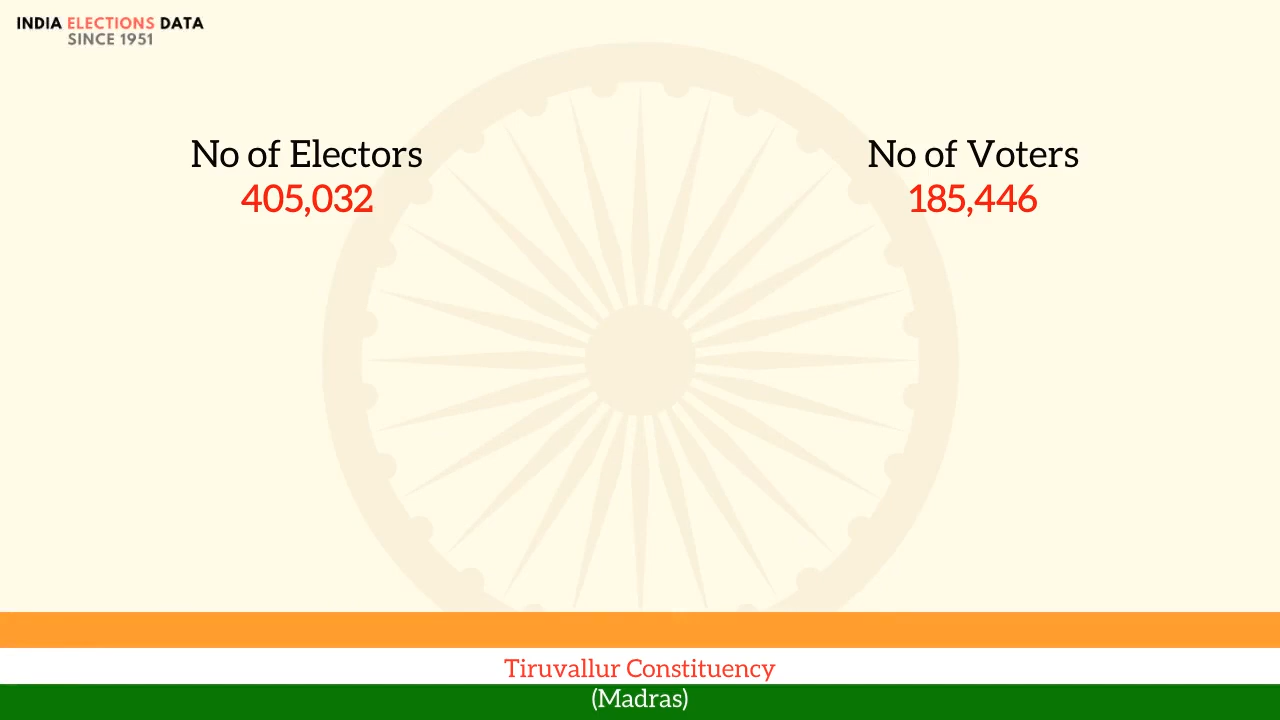 INDIA ELECTIONS DATA
SINCE 1951
No of Electors
405,032
No of Voters
185,446
Tiruvallur Constituency
(Madras)